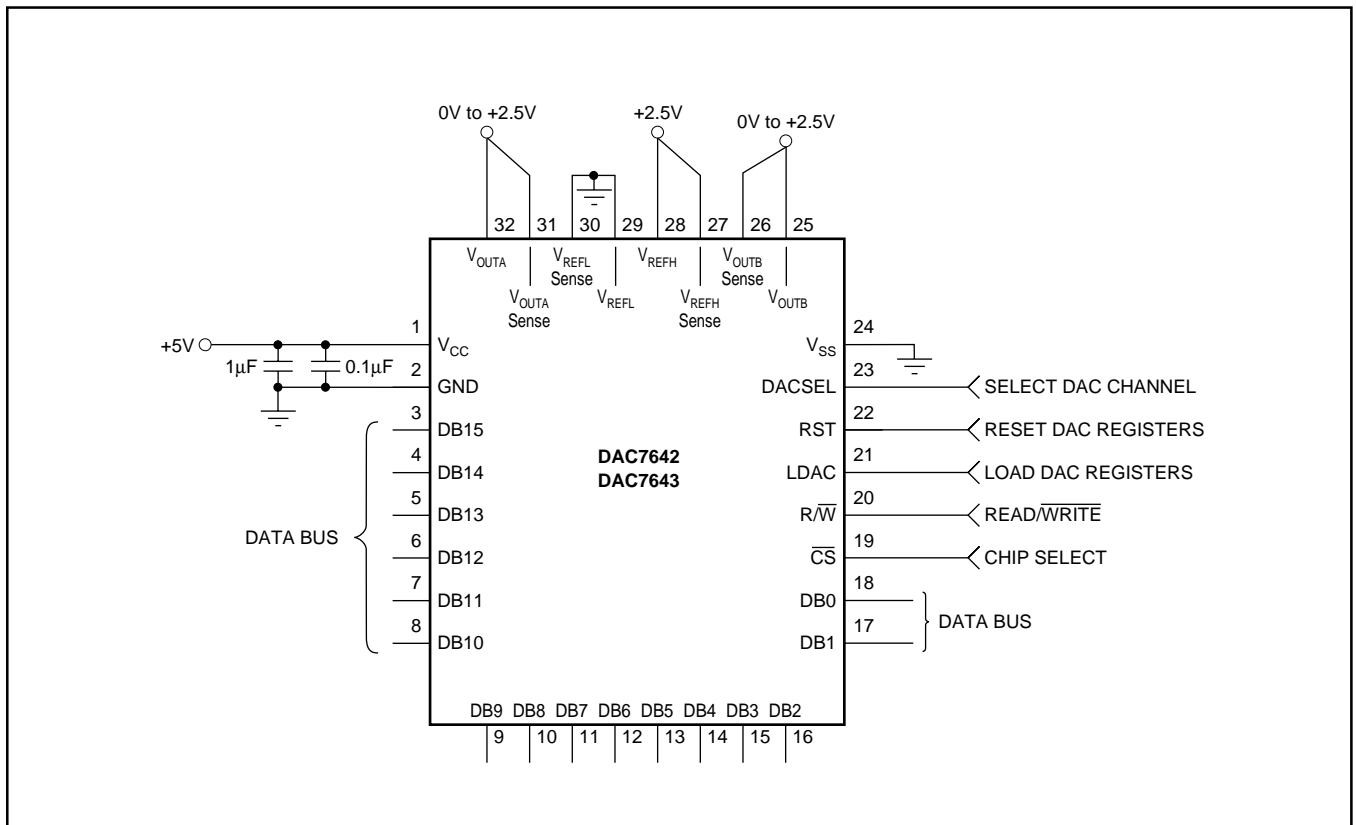 0V to +2.5V
+2.5V
0V to +2.5V
32 31 30 29 28 27 26 25
VOUTA
VOUTA Sense
VREFL Sense
VREFL
VREFH
VREFH Sense
VOUTB Sense
VOUTB
+5V
1µF
0.1µF
1 VCC
2 GND
3 DB15
4 DB14
5 DB13
6 DB12
7 DB11
8 DB10
DATA BUS
DAC7642
DAC7643
VSS 24
DACSEL 23 SELECT DAC CHANNEL
RST 22 RESET DAC REGISTERS
LDAC 21 LOAD DAC REGISTERS
R/W̅ 20 READ/W̅R̅I̅T̅E̅
C̅S̅ 19 CHIP SELECT
DB0 18
DB1 17
DATA BUS
DB9 DB8 DB7 DB6 DB5 DB4 DB3 DB2
9 10 11 12 13 14 15 16